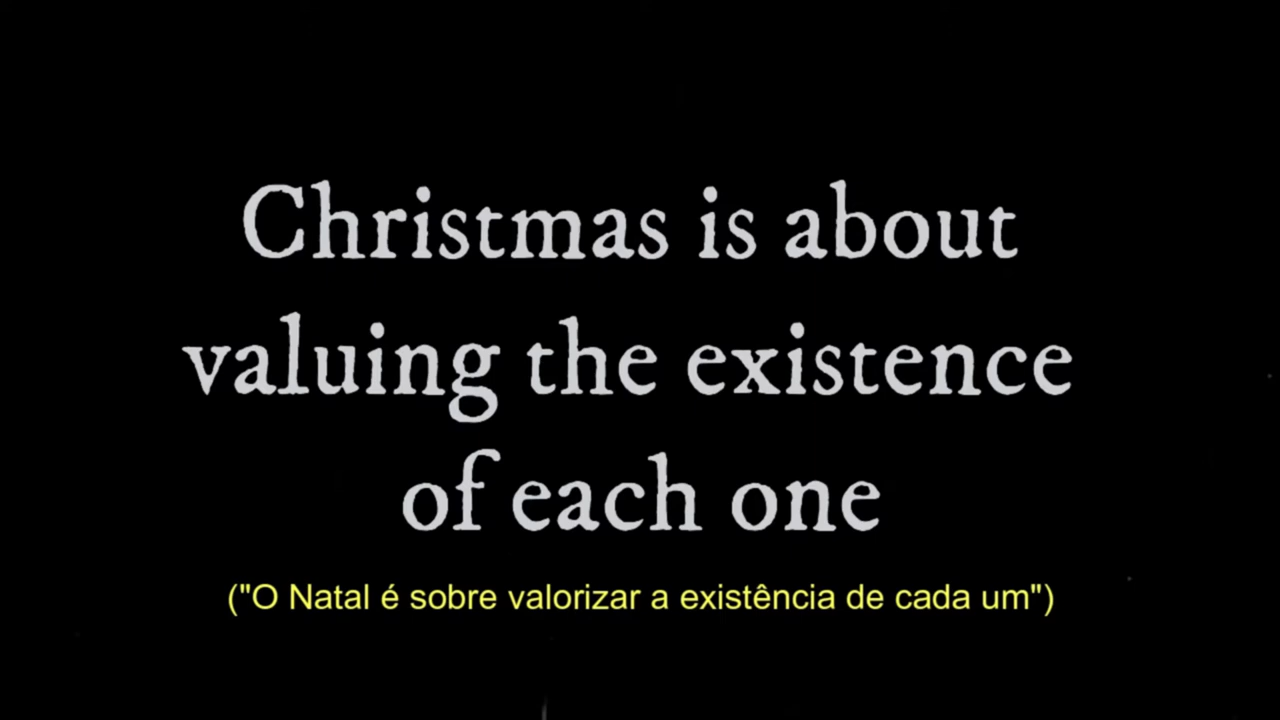 Christmas is about
valuing the existence
of each one
("O Natal é sobre valorizar a existência de cada um")